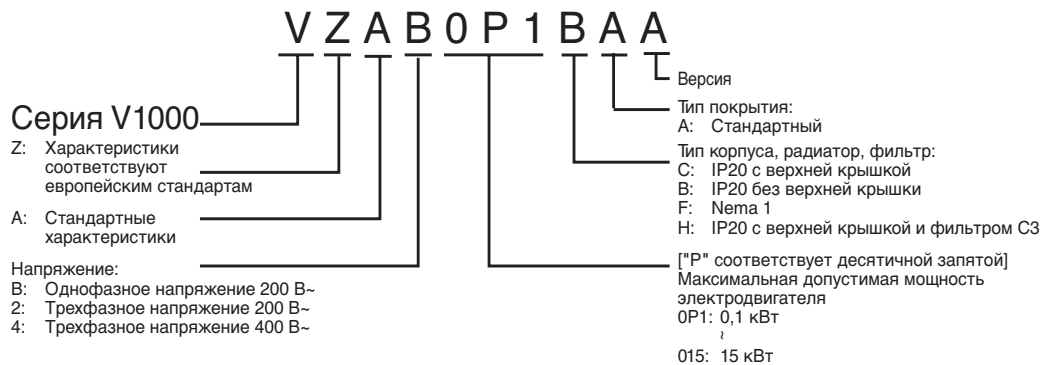 V Z A B 0 P 1 B A A
Версия
Серия V1000
Z: Характеристики
соответствуют
европейским стандартам
A: Стандартные
характеристики
Напряжение:
B: Однофазное напряжение 200 В~
2: Трехфазное напряжение 200 В~
4: Трехфазное напряжение 400 В~
Тип покрытия:
A: Стандартный
Тип корпуса, радиатор, фильтр:
C: IP20 с верхней крышкой
B: IP20 без верхней крышки
F: Nema 1
H: IP20 с верхней крышкой и фильтром C3
["P" соответствует десятичной запятой]
Максимальная допустимая мощность
электродвигателя
0P1: 0,1 кВт
~
015: 15 кВт